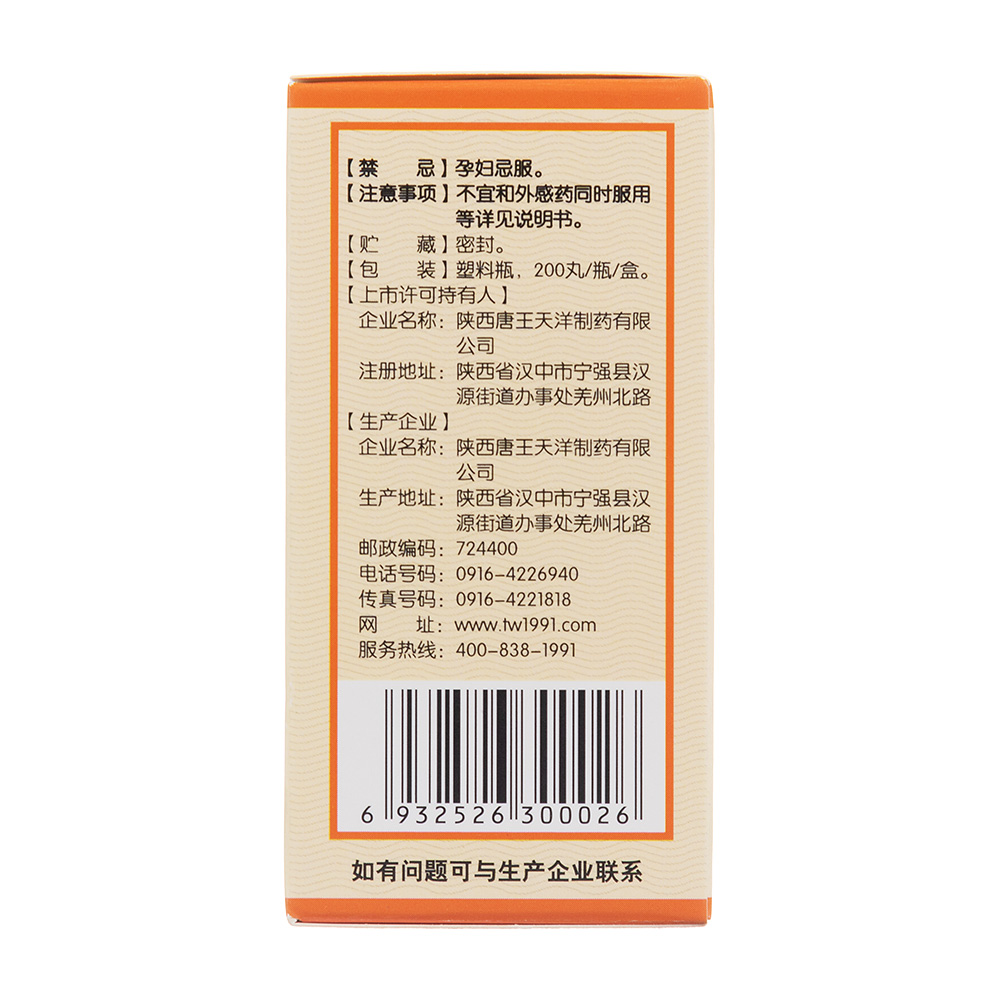 【禁　　忌】孕妇忌服。
【注意事项】不宜和外感药同时服用
等详见说明书。
【贮　　藏】密封。
【包　　装】塑料瓶，200丸/瓶/盒。
【上市许可持有人】
企业名称：陕西唐王天洋制药有限
公司
注册地址：陕西省汉中市宁强县汉
源街道办事处羌州北路
【生产企业】
企业名称：陕西唐王天洋制药有限
公司
生产地址：陕西省汉中市宁强县汉
源街道办事处羌州北路
邮政编码：724400
电话号码：0916-4226940
传真号码：0916-4221818
网　　址：www.tw1991.com
服务热线：400-838-1991
6 932526 300026
如有问题可与生产企业联系